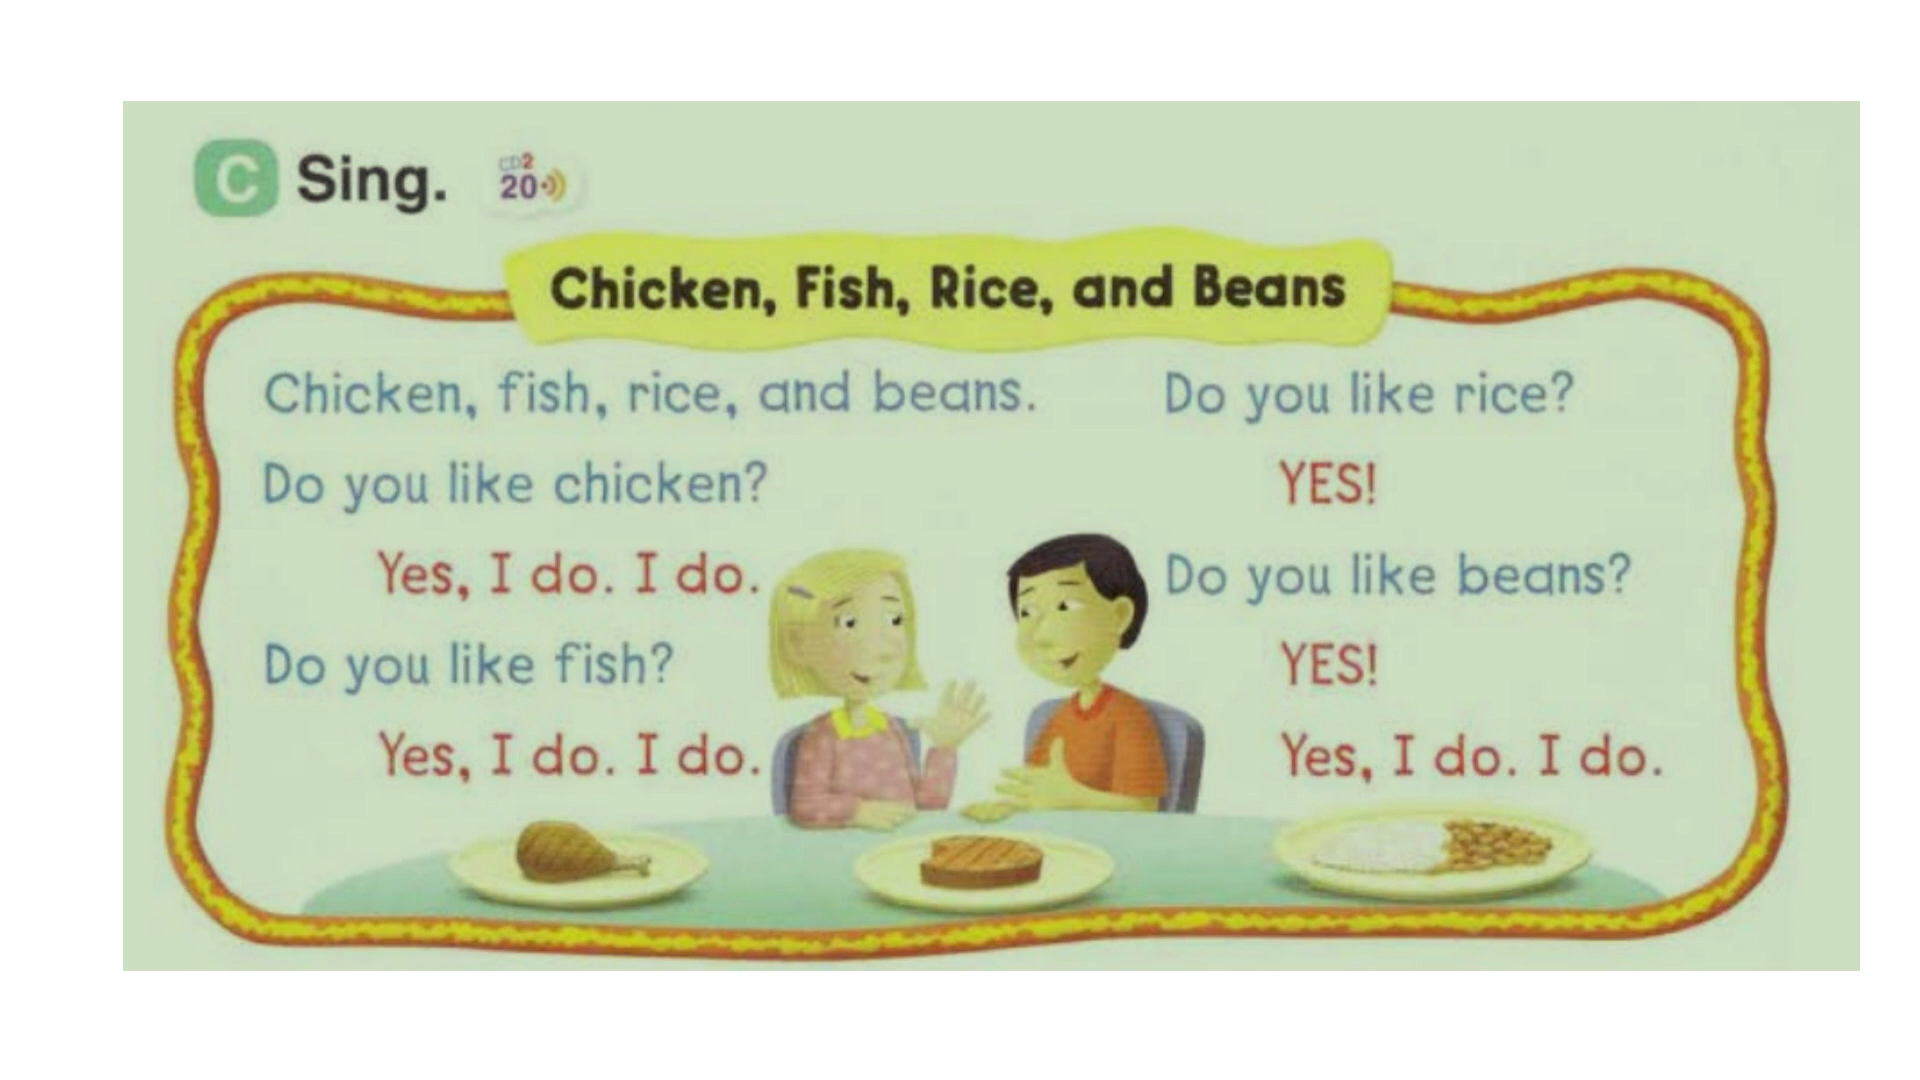 C Sing.
CD2
20
Chicken, Fish, Rice, and Beans
Chicken, fish, rice, and beans.
Do you like chicken?
Yes, I do. I do.
Do you like fish?
Yes, I do. I do.
Do you like rice?
YES!
Do you like beans?
YES!
Yes, I do. I do.